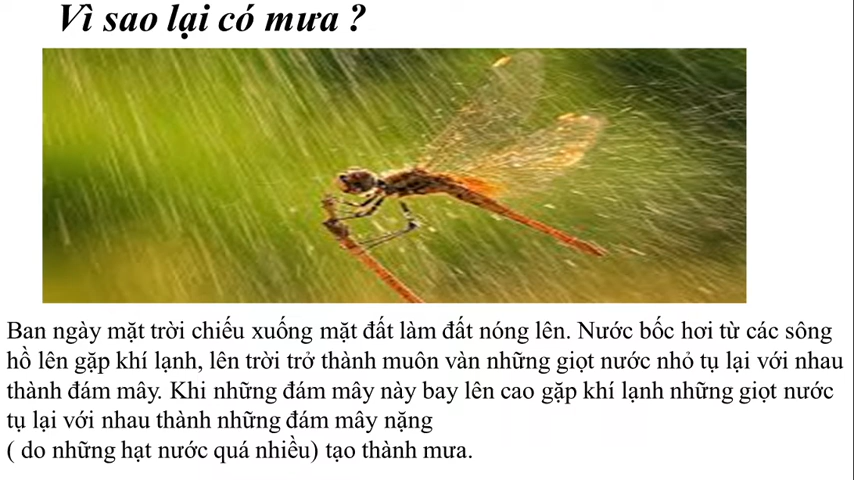 Vì sao lại có mưa ?
Ban ngày mặt trời chiếu xuống mặt đất làm đất nóng lên. Nước bốc hơi từ các sông
hồ lên gặp khí lạnh, lên trời trở thành muôn vàn những giọt nước nhỏ tụ lại với nhau
thành đám mây. Khi những đám mây này bay lên cao gặp khí lạnh những giọt nước
tụ lại với nhau thành những đám mây nặng
( do những hạt nước quá nhiều) tạo thành mưa.